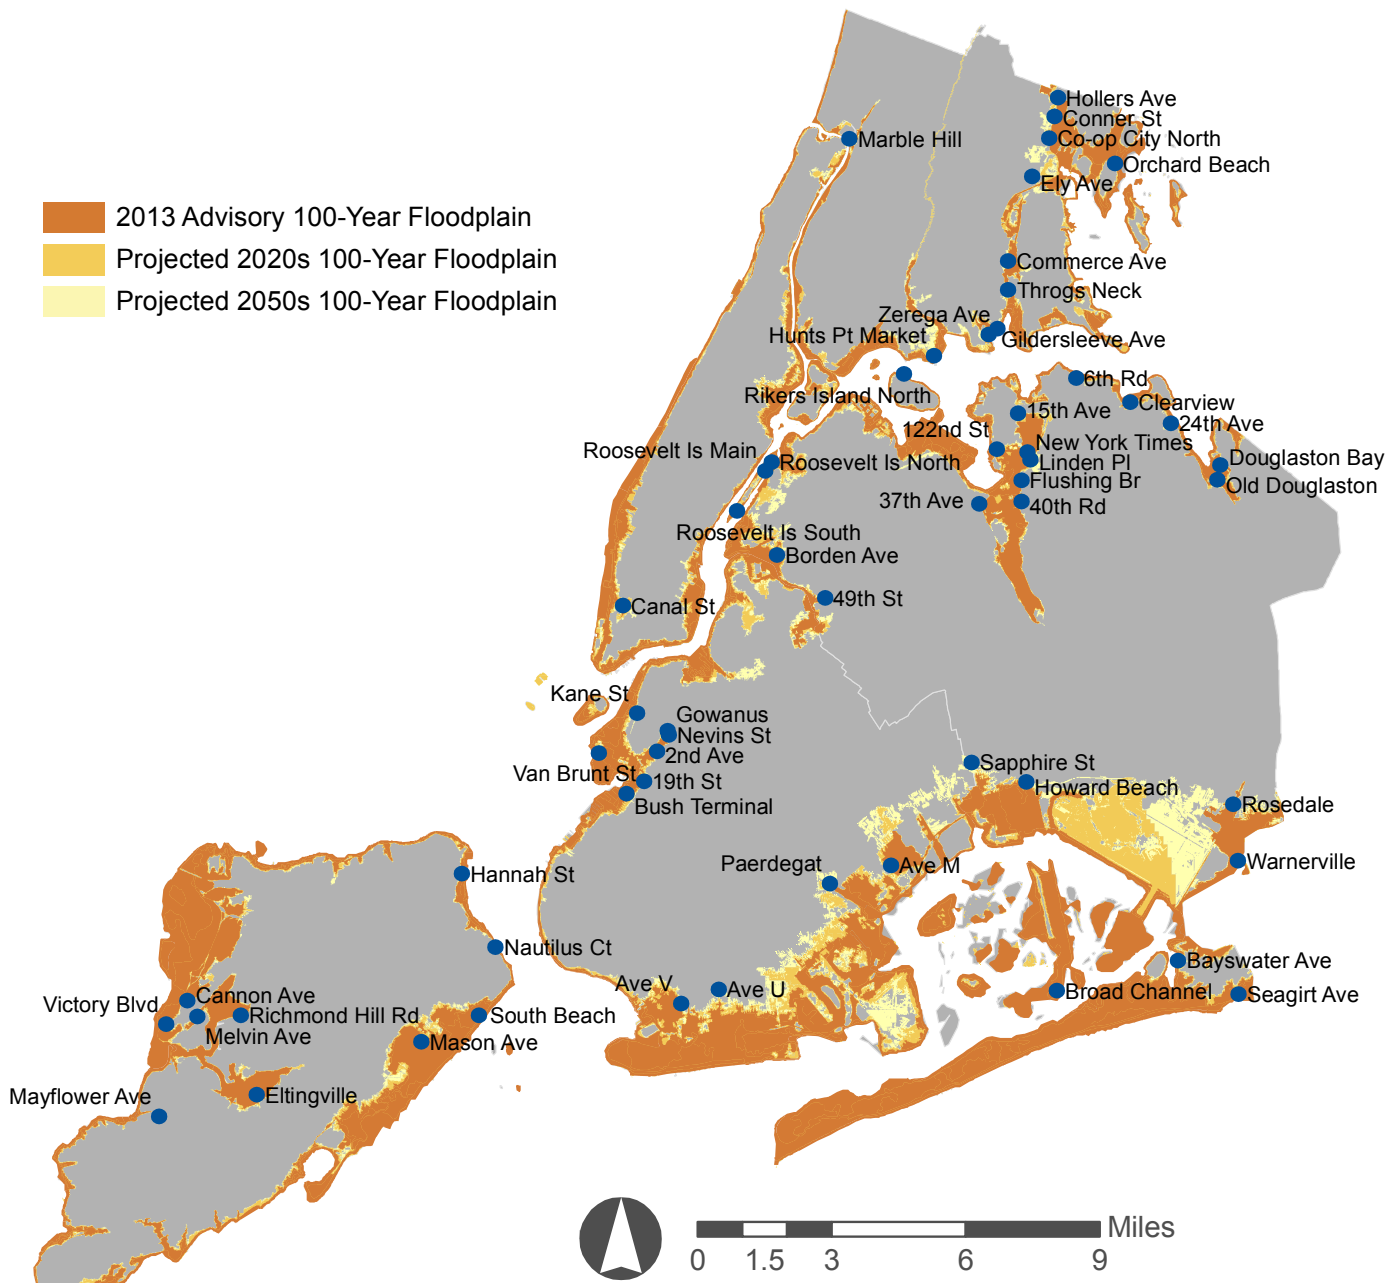 Hollers Ave
Conner St
Marble Hill
Co-op City North
Orchard Beach
Ely Ave
2013 Advisory 100-Year Floodplain
Projected 2020s 100-Year Floodplain
Projected 2050s 100-Year Floodplain
Commerce Ave
Throgs Neck
Zerega Ave
Hunts Pt Market
Gildersleeve Ave
6th Rd
Rikers Island North
Clearview
15th Ave
24th Ave
122nd St
New York Times
Roosevelt Is Main
Roosevelt Is North
Linden Pl
Douglaston Bay
Flushing Br
Old Douglaston
37th Ave
40th Rd
Roosevelt Is South
Borden Ave
49th St
Canal St
Kane St
Gowanus
Nevins St
2nd Ave
Van Brunt St
19th St
Bush Terminal
Sapphire St
Howard Beach
Rosedale
Paerdegat
Ave M
Warnerville
Hannah St
Nautilus Ct
Bayswater Ave
Ave V
Ave U
Broad Channel
Seagirt Ave
Cannon Ave
Victory Blvd
Richmond Hill Rd
South Beach
Melvin Ave
Mason Ave
Mayflower Ave
Eltingville
Miles
0 1.5 3 6 9